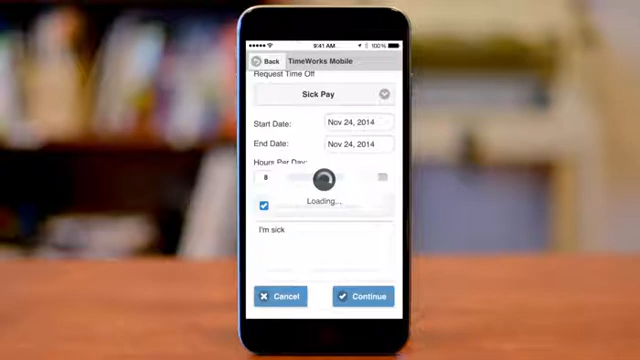 9:41 AM 100%
Back TimeWorks Mobile
Request Time Off
Sick Pay
Start Date: Nov 24, 2014
End Date: Nov 24, 2014
Hours Per Day:
8
Loading...
I'm sick
Cancel Continue